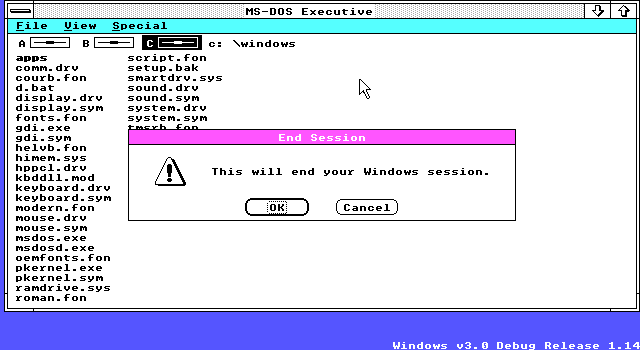 MS-DOS Executive
File View Special
A B C c: \windows
apps script.fon
comm.drv setup.bak
courb.fon smartdrv.sys
d.bat sound.drv
display.drv sound.sym
display.sym system.drv
fonts.fon system.sym
gdi.exe tmsrb.fon
gdi.sym
helvb.fon
himem.sys
hppcl.drv
kbddll.mod
keyboard.drv
keyboard.sym
modern.fon
mouse.drv
mouse.sym
msdos.exe
msdosd.exe
oemfonts.fon
pkernel.exe
pkernel.sym
ramdrive.sys
roman.fon
End Session
This will end your Windows session.
OK Cancel
Windows v3.0 Debug Release 1.14